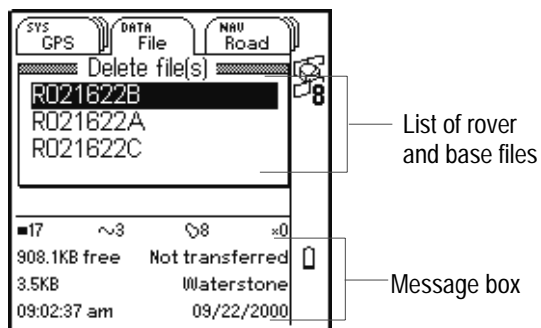 SYS DATA NAV
GPS File Road
Delete file(s)
R021622B
R021622A
R021622C
8
List of rover
and base files
17 3 8 ×0
908.1KB free Not transferred
3.5KB Waterstone
09:02:37 am 09/22/2000
Message box